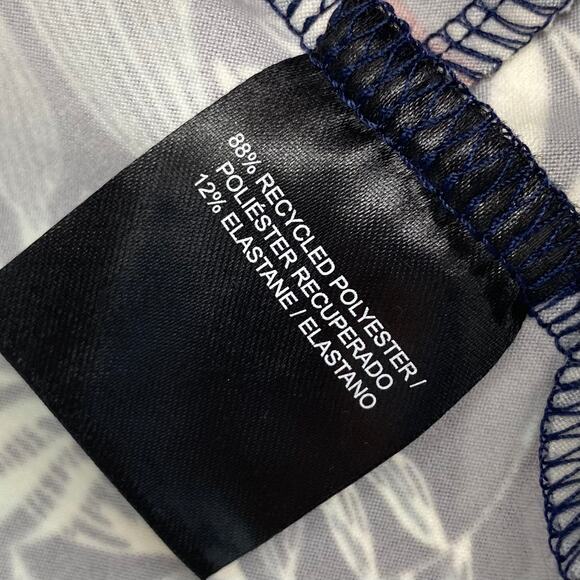 88% RECYCLED POLYESTER /
POLIÉSTER RECUPERADO
12% ELASTANE / ELASTANO